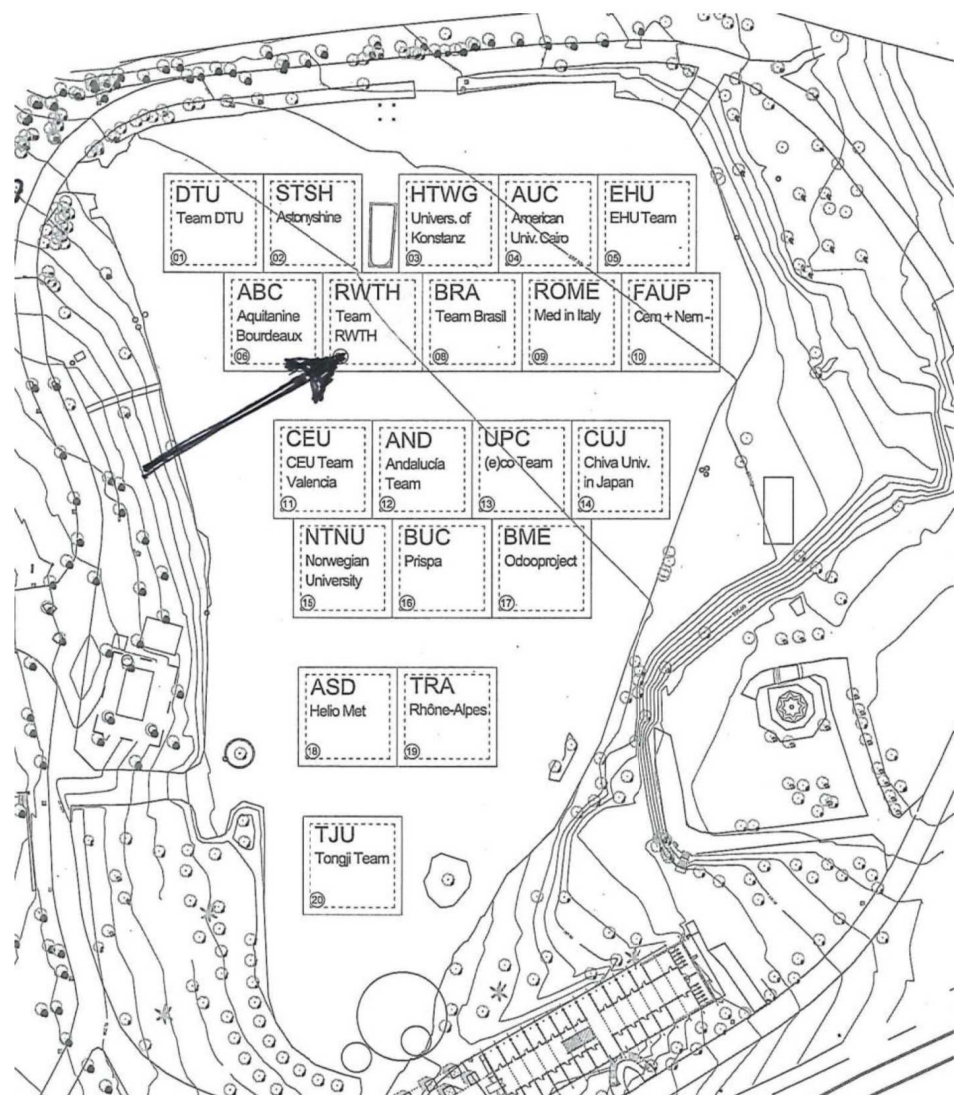 DTU
Team DTU
01
STSH
Astonyshine
02
HTWG
Univers. of
Konstanz
03
AUC
American
Univ. Cairo
04
EHU
EHU Team
05
ABC
Aquitanine
Bourdeaux
06
RWTH
Team
RWTH
BRA
Team Brasil
08
ROME
Med in Italy
09
FAUP
Cem + Nem -
10
CEU
CEU Team
Valencia
11
AND
Andalucía
Team
12
UPC
(e)co Team
13
CUJ
Chiva Univ.
in Japan
14
NTNU
Norwegian
University
15
BUC
Prispa
16
BME
Odooproject
17
ASD
Helio Met
18
TRA
Rhône-Alpes
19
TJU
Tongji Team
20